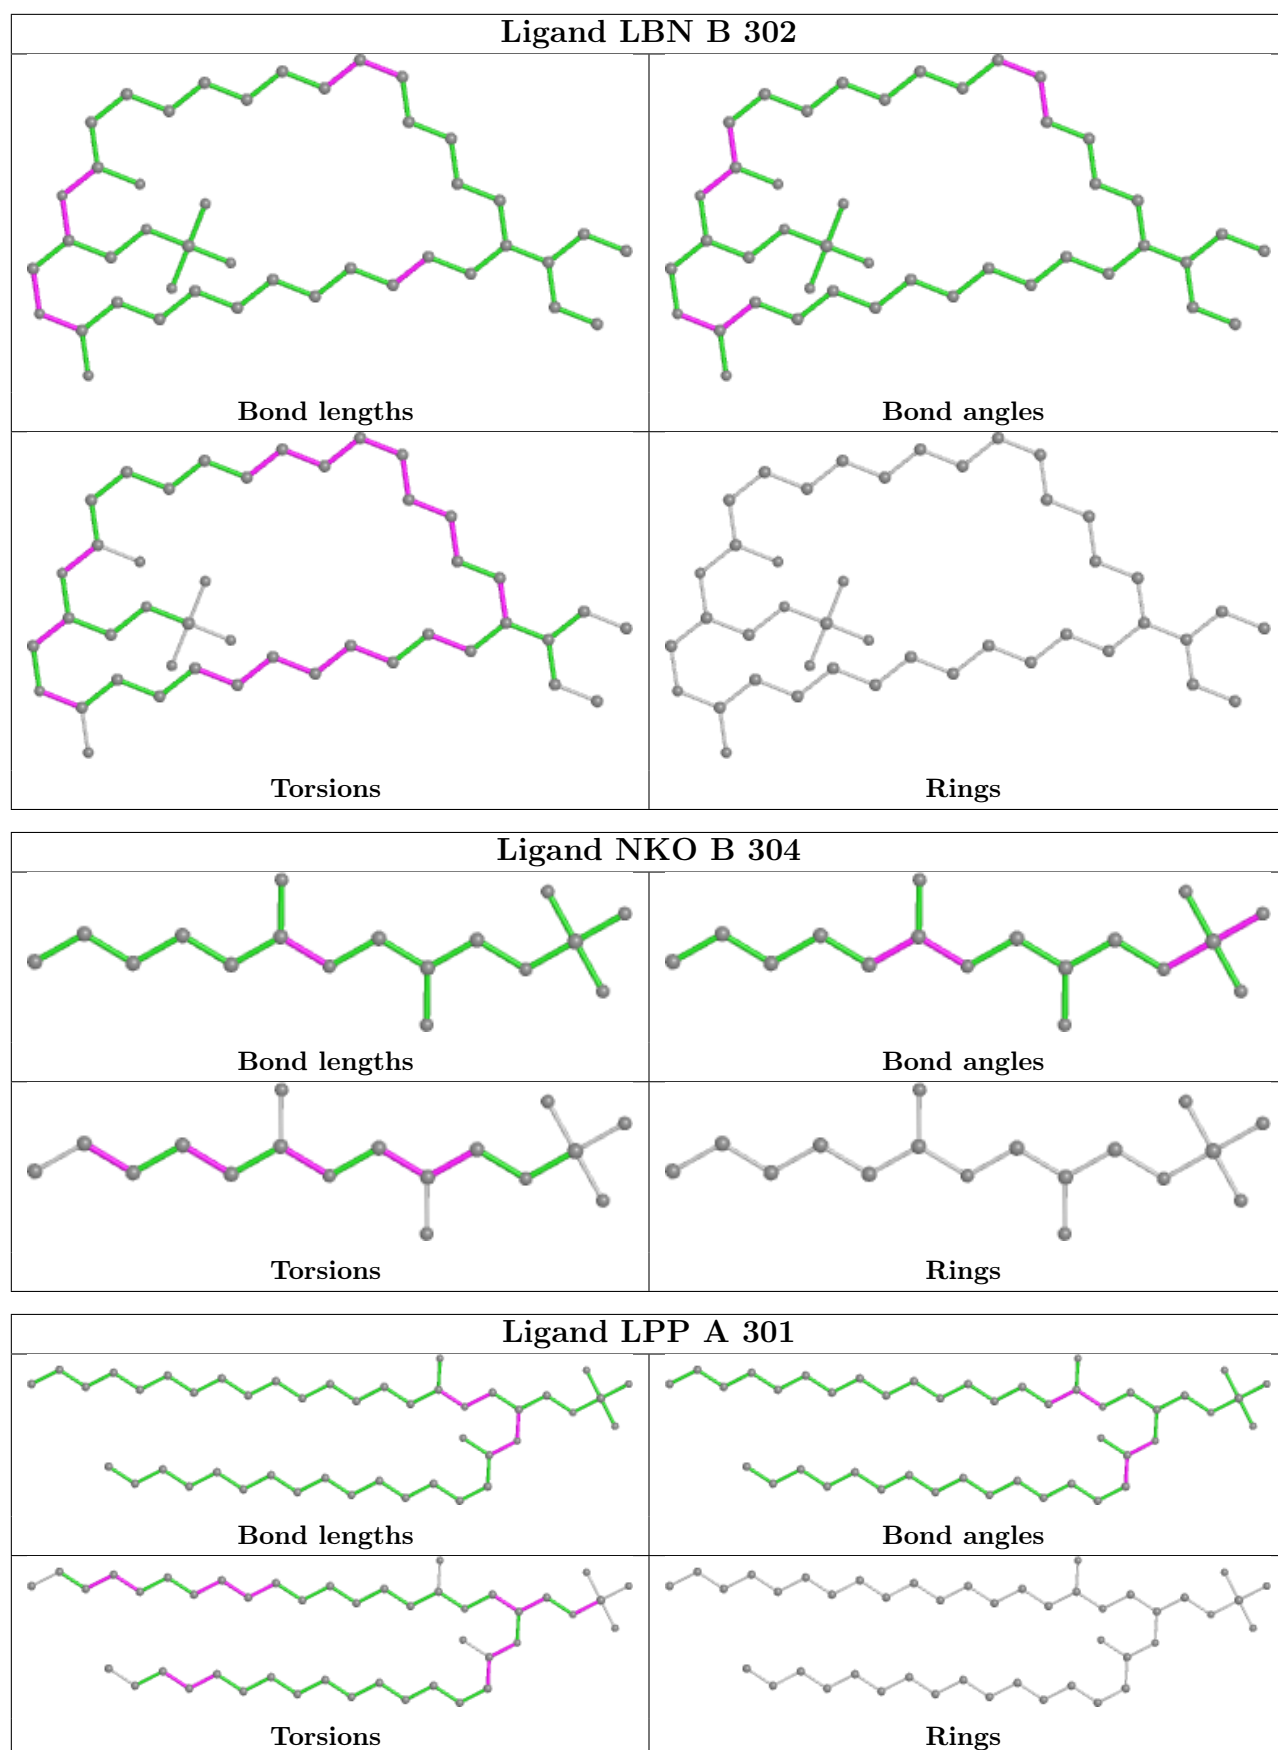 Ligand LBN B 302
Bond lengths
Bond angles
Torsions
Rings
Ligand NKO B 304
Bond lengths
Bond angles
Torsions
Rings
Ligand LPP A 301
Bond lengths
Bond angles
Torsions
Rings